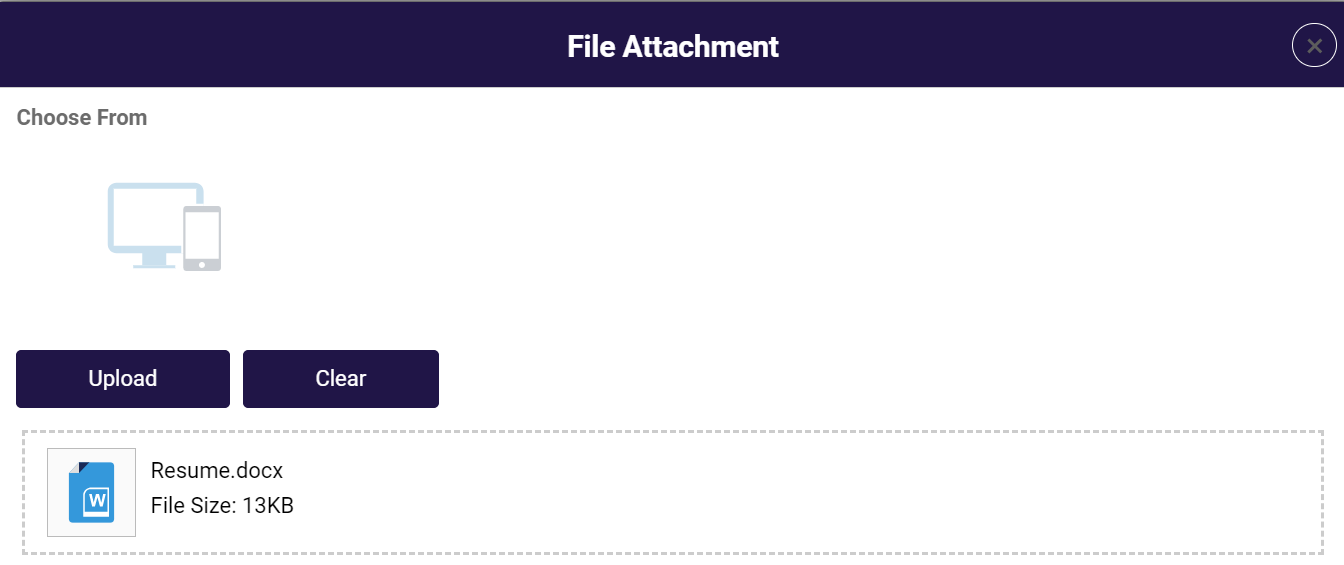 File Attachment
Choose From
Upload Clear
W
Resume.docx
File Size: 13KB